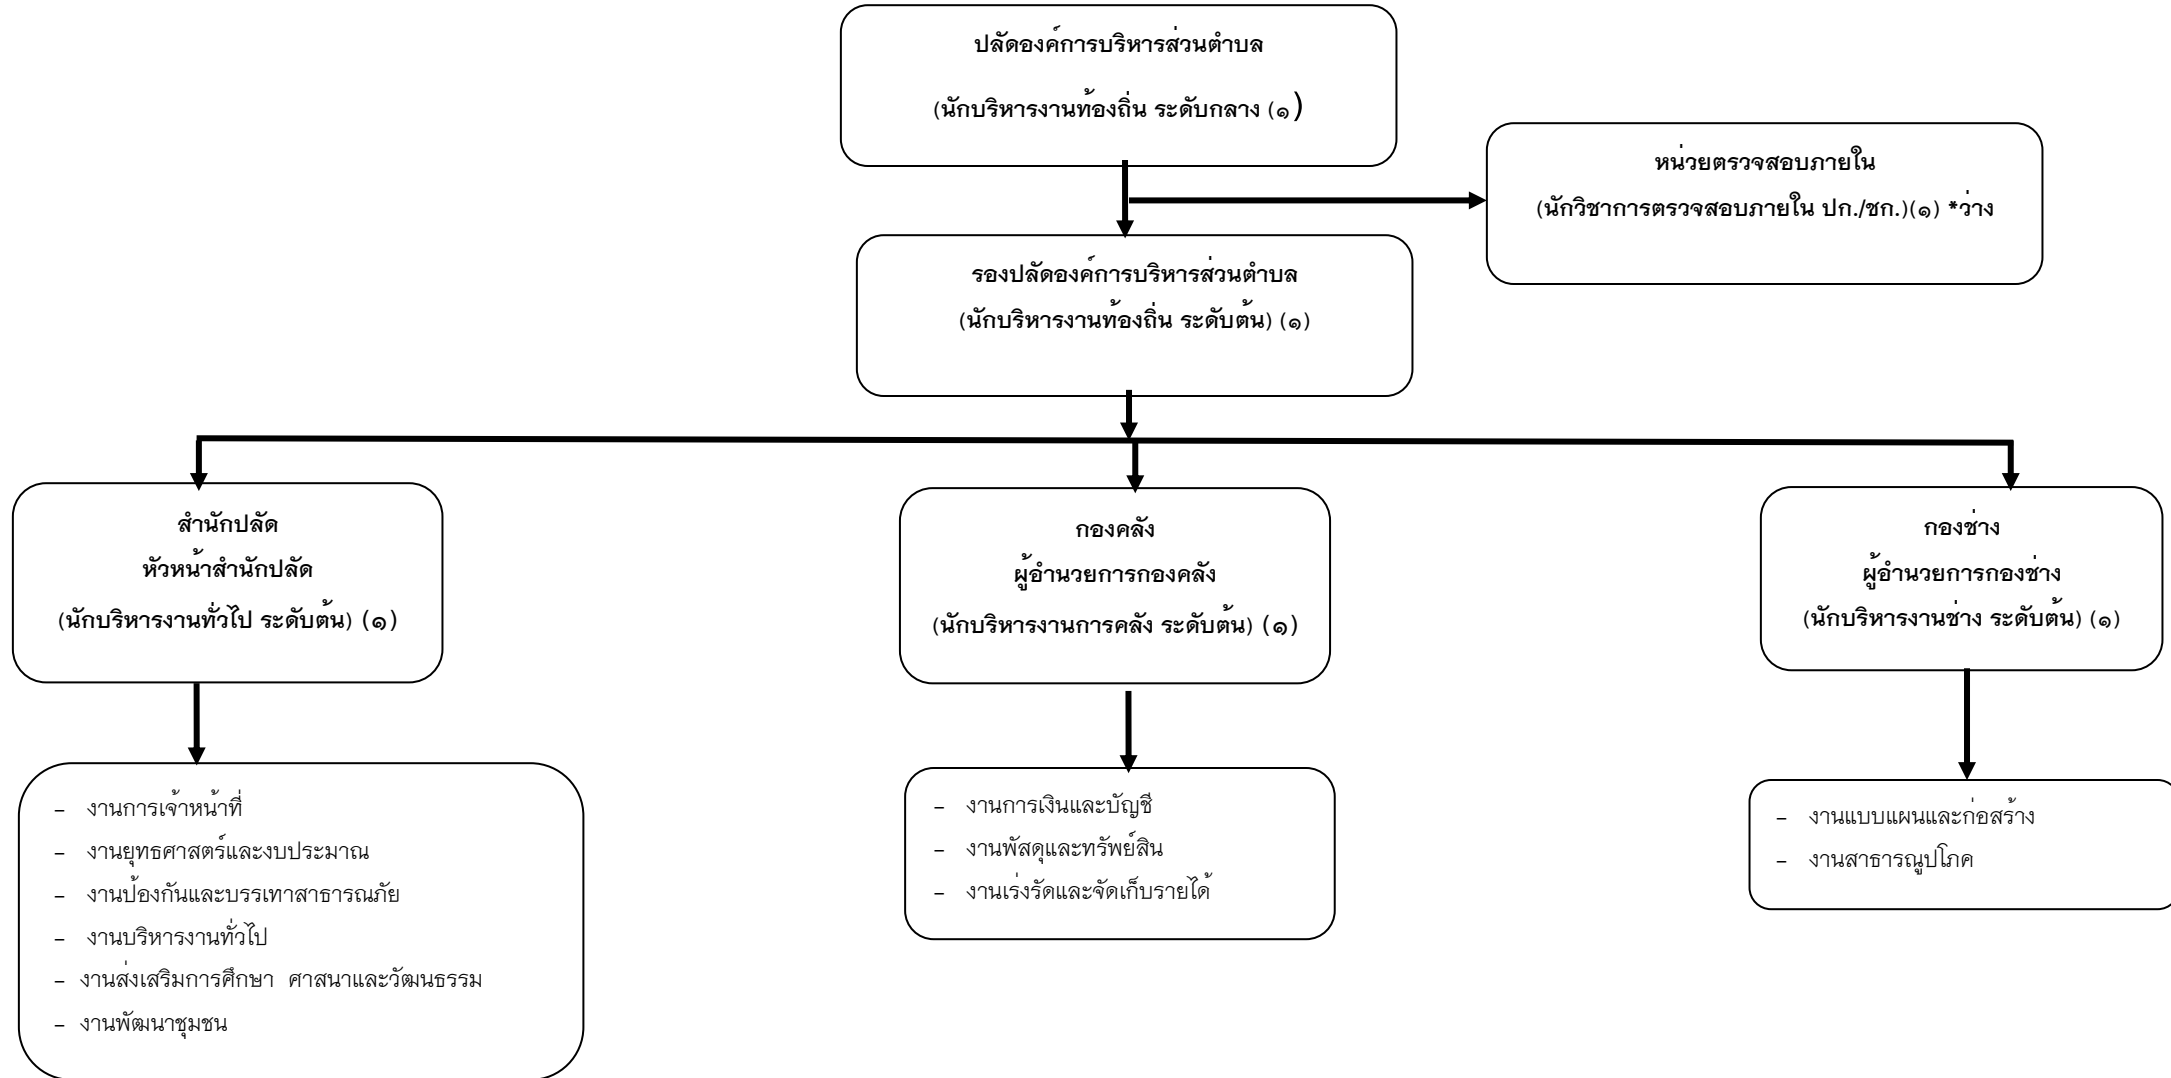 ปลัดองค์การบริหารส่วนตำบล
(นักบริหารงานท้องถิ่น ระดับกลาง (๑)
หน่วยตรวจสอบภายใน
(นักวิชาการตรวจสอบภายใน ปก./ชก.)(๑) *ว่าง
รองปลัดองค์การบริหารส่วนตำบล
(นักบริหารงานท้องถิ่น ระดับต้น) (๑)
สำนักปลัด
หัวหน้าสำนักปลัด
(นักบริหารงานทั่วไป ระดับต้น) (๑)
กองคลัง
ผู้อำนวยการกองคลัง
(นักบริหารงานการคลัง ระดับต้น) (๑)
กองช่าง
ผู้อำนวยการกองช่าง
(นักบริหารงานช่าง ระดับต้น) (๑)
- งานการเจ้าหน้าที่
- งานยุทธศาสตร์และงบประมาณ
- งานป้องกันและบรรเทาสาธารณภัย
- งานบริหารงานทั่วไป
- งานส่งเสริมการศึกษา ศาสนาและวัฒนธรรม
- งานพัฒนาชุมชน
- งานการเงินและบัญชี
- งานพัสดุและทรัพย์สิน
- งานเร่งรัดและจัดเก็บรายได้
- งานแบบแผนและก่อสร้าง
- งานสาธารณูปโภค